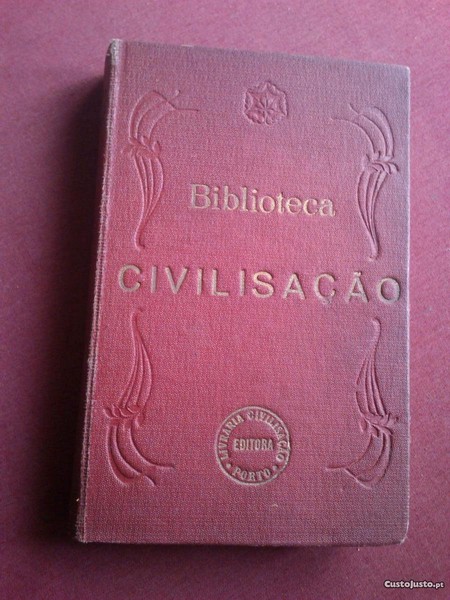 Biblioteca
CIVILISAÇÃO
LIVRARIA CIVILISAÇÃO
EDITORA
PORTO
CustoJusto.pt